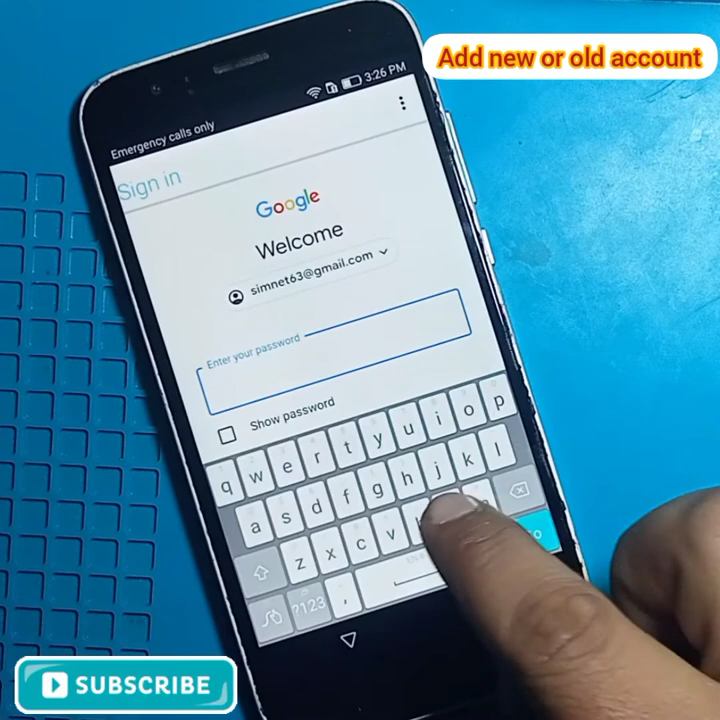 Add new or old account
Emergency calls only
3:26 PM
Sign in
Google
Welcome
simnet63@gmail.com
Enter your password
Show password
q w e r t y u i o p
a s d f g h j k l
z x c v
?123 ,
SUBSCRIBE